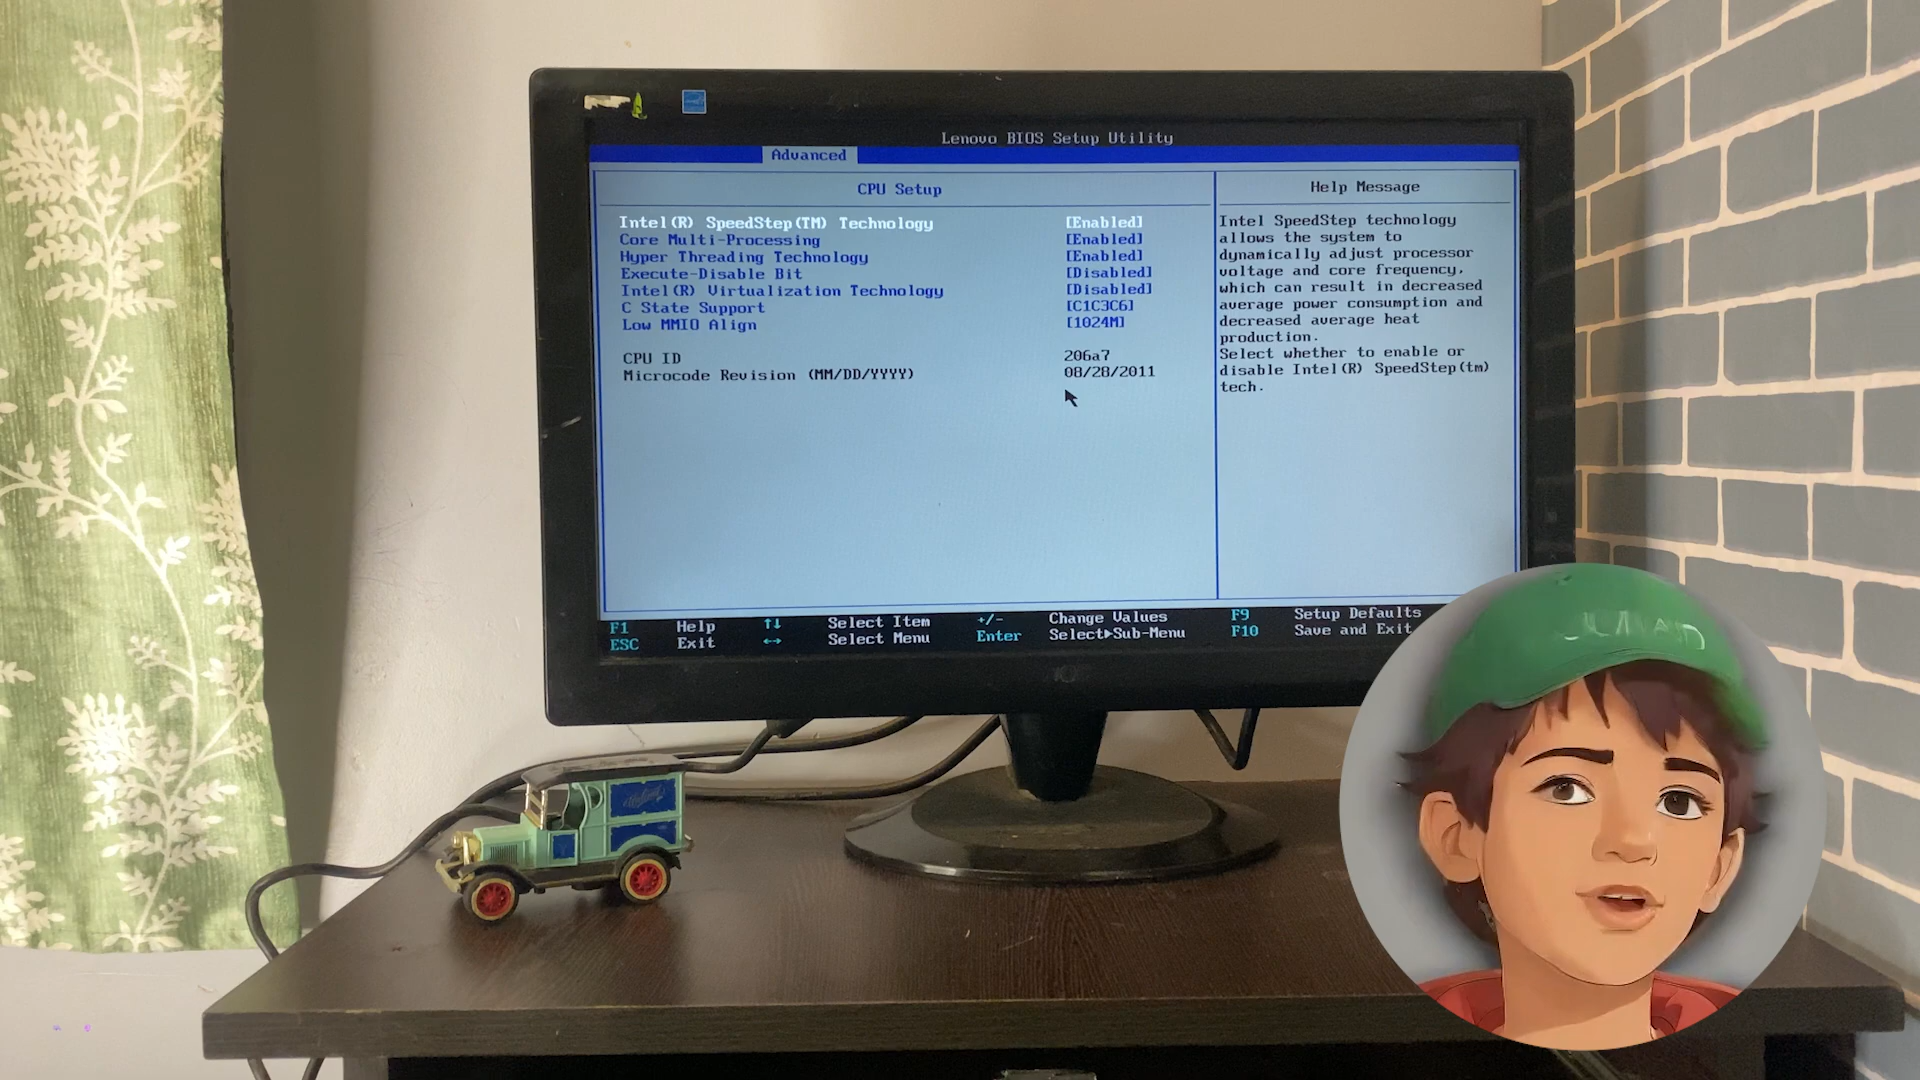 Lenovo BIOS Setup Utility
Advanced
CPU Setup
Intel(R) SpeedStep(TM) Technology [Enabled]
Core Multi-Processing [Enabled]
Hyper Threading Technology [Enabled]
Execute-Disable Bit [Disabled]
Intel(R) Virtualization Technology [Disabled]
C State Support [C1C3C6]
Low MMIO Align [1024M]
CPU ID 206a7
Microcode Revision (MM/DD/YYYY) 08/28/2011
Help Message
Intel SpeedStep technology
allows the system to
dynamically adjust processor
voltage and core frequency,
which can result in decreased
average power consumption and
decreased average heat
production.
Select whether to enable or
disable Intel(R) SpeedStep(tm)
tech.
F1 Help ↑↓ Select Item +/- Change Values F9 Setup Defaults
ESC Exit ↔ Select Menu Enter Select▶Sub-Menu F10 Save and Exit